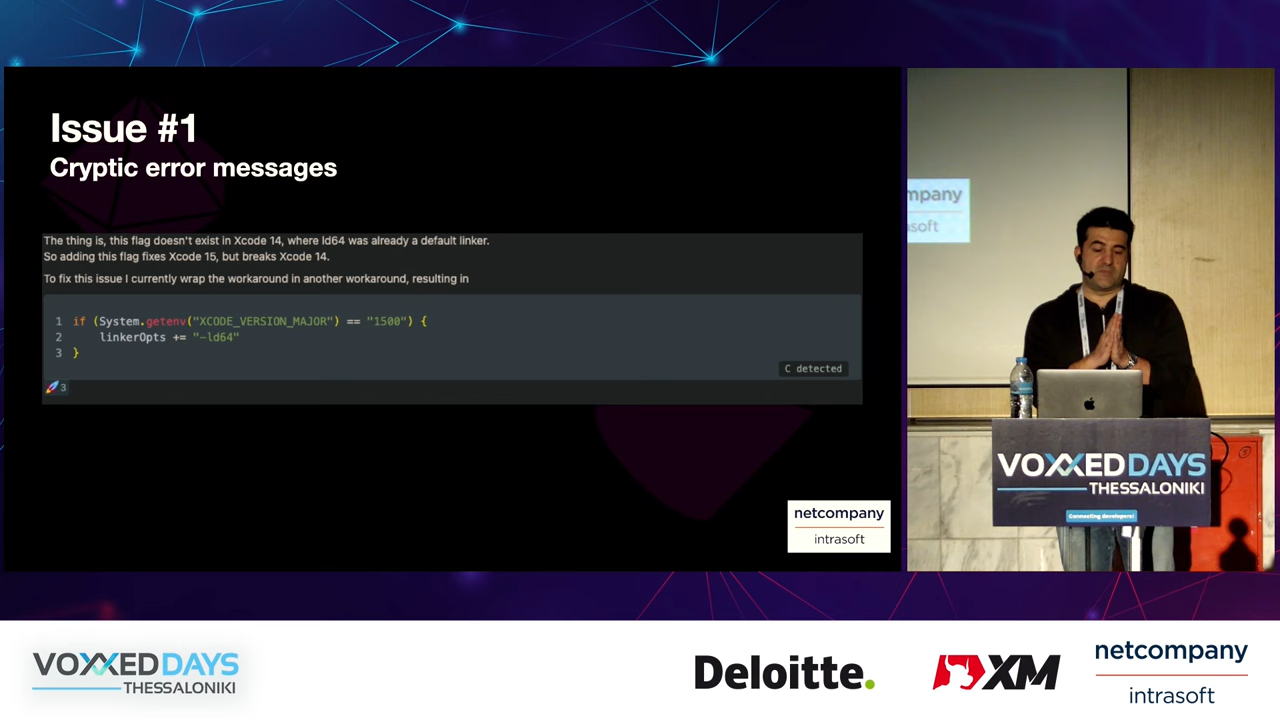 Issue #1
Cryptic error messages
The thing is, this flag doesn't exist in Xcode 14, where ld64 was already a default linker.
So adding this flag fixes Xcode 15, but breaks Xcode 14.
To fix this issue I currently wrap the workaround in another workaround, resulting in
1 if (System.getenv("XCODE_VERSION_MAJOR") == "1500") {
2 linkerOpts += "-ld64"
3 }
C detected
3
netcompany
intrasoft
mpany
soft
VOXXED DAYS
THESSALONIKI
Connecting developers!
VOXXED DAYS
THESSALONIKI
Deloitte.
XM
netcompany
intrasoft